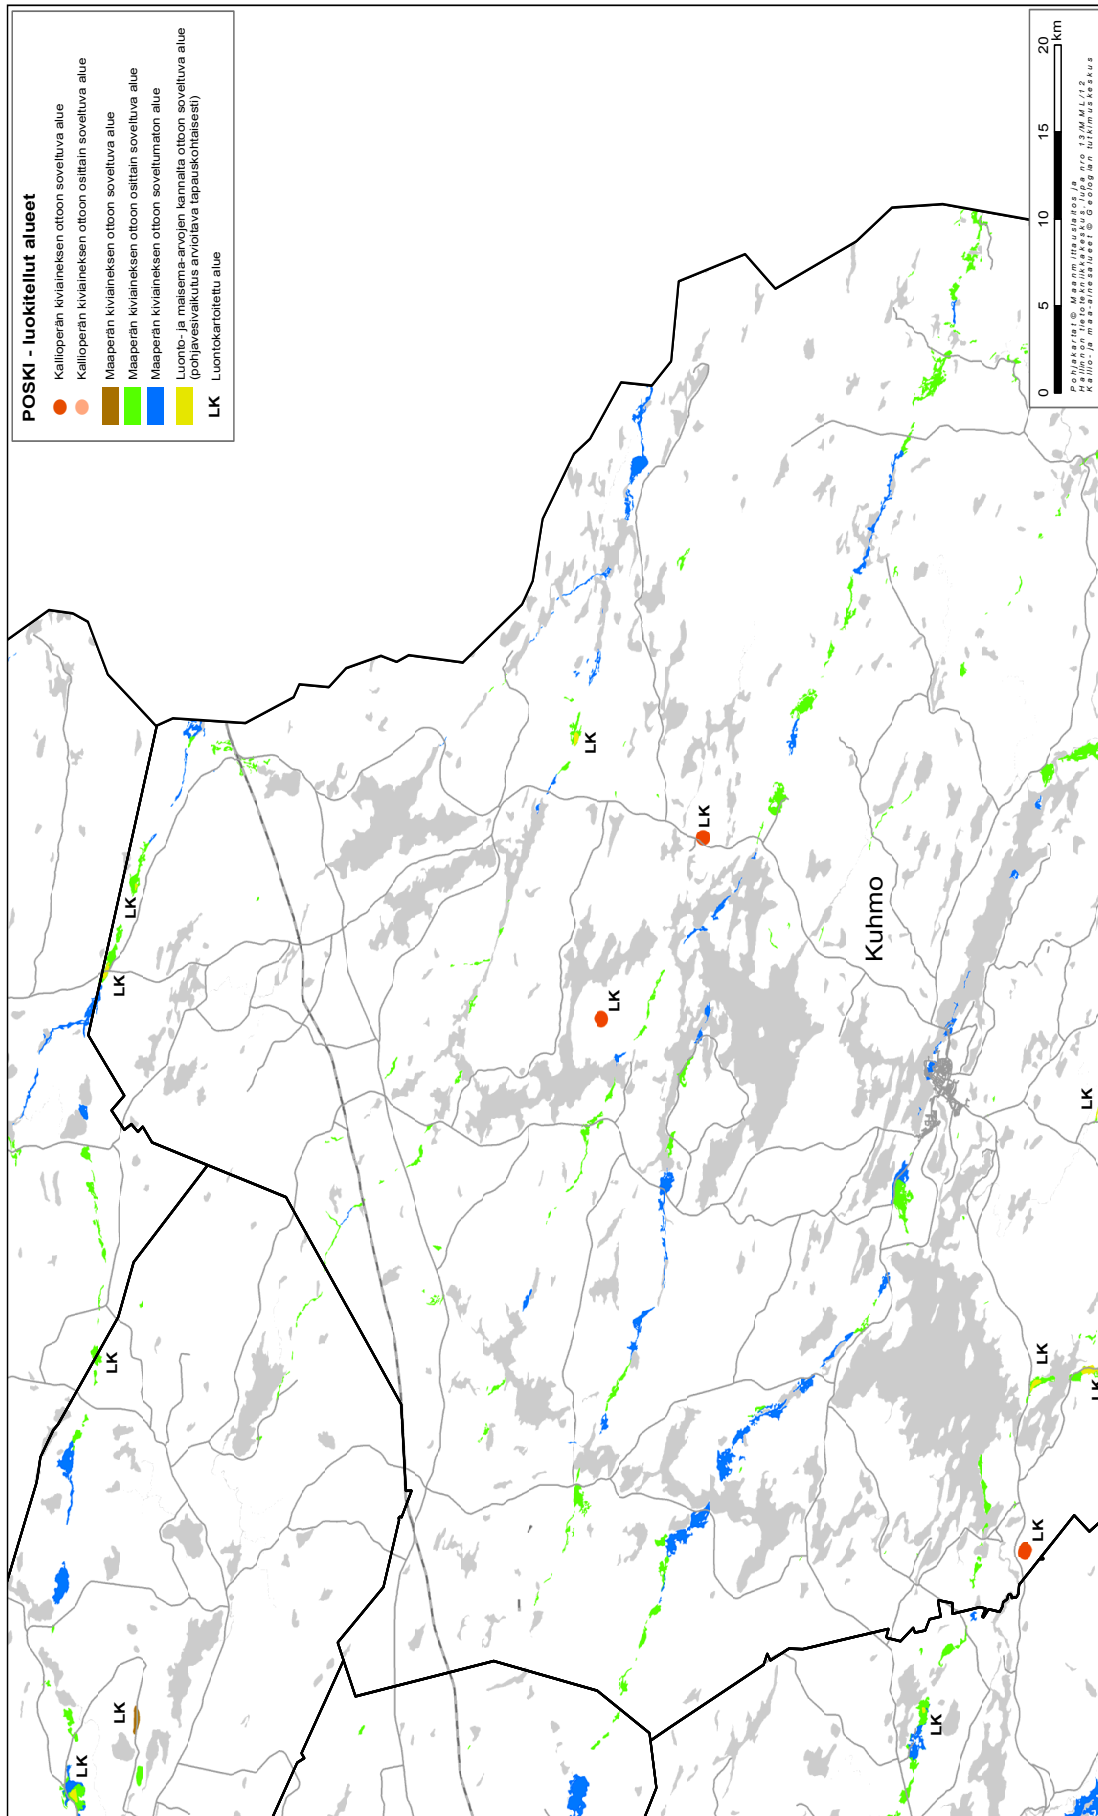 POSKI - luokitellut alueet
Kallioperän kiviaineksen ottoon soveltuva alue
Kallioperän kiviaineksen ottoon osittain soveltuva alue
Maaperän kiviaineksen ottoon soveltuva alue
Maaperän kiviaineksen ottoon osittain soveltuva alue
Maaperän kiviaineksen ottoon soveltumaton alue
Luonto- ja maisema-arvojen kannalta ottoon soveltuva alue
(pohjavesivaikutus arvioitava tapauskohtaisesti)
LK Luontokartoitettu alue
LK
LK
LK
LK
LK
LK
LK
LK
LK
LK
LK
LK
LK
LK
Kuhmo
0 5 10 15 20
km
Pohjakartat © Maanmittauslaitos ja
Hallinnon tietotekniikkakeskus, lupa nro 13/MML/12
Kallio- ja maa-ainesalueet © Geologian tutkimuskeskus